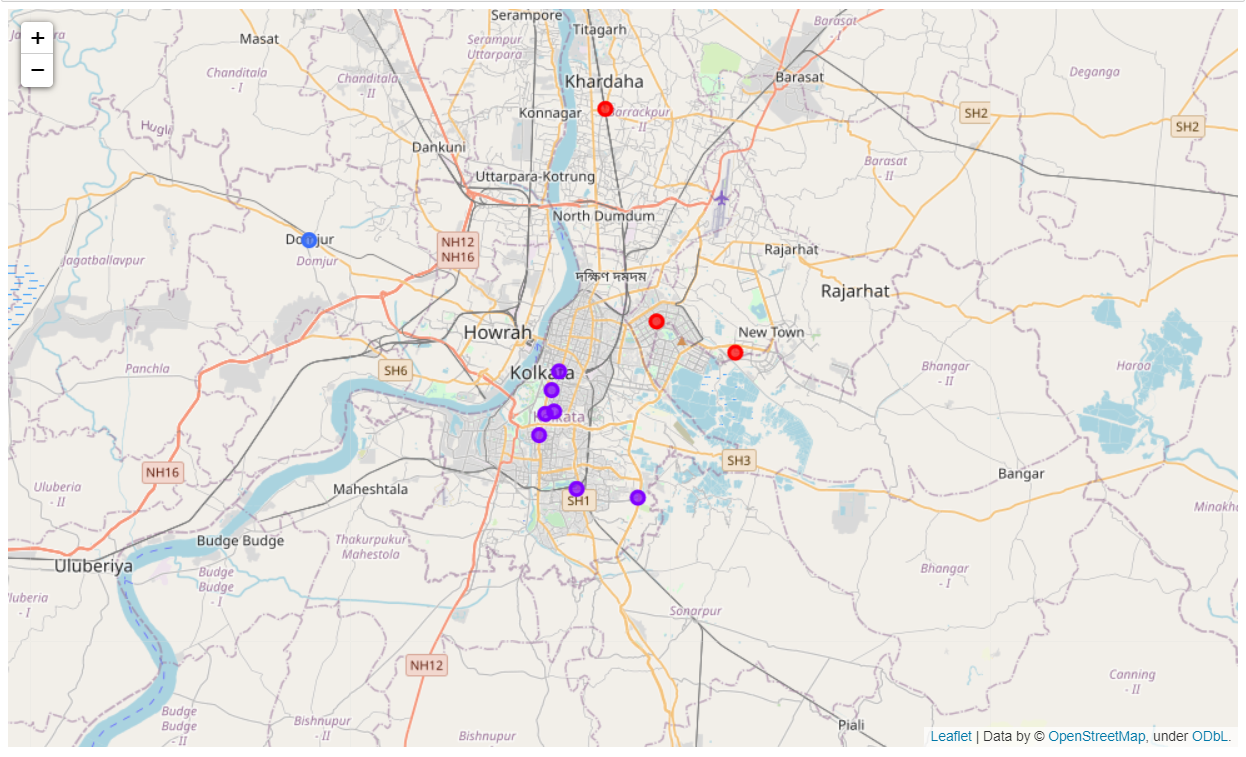 Serampore
Barasat
- I
Titagarh
+
Masat
Serampur
Uttarpara
−
Chanditala
- I
Chanditala
- II
Deganga
Barasat
Khardaha
Konnagar
arrackpur
- II
SH2
SH2
Hugli
Dankuni
Barasat
- II
Uttarpara-Kotrung
North Dumdum
Domjur
NH12
NH16
Rajarhat
Jagatballavpur
Domjur
দক্ষিণ দমদম
Rajarhat
Howrah
New Town
Panchla
SH6
Kolkata
Bhangar
- II
Haroa
Kolkata
NH16
SH3
Bangar
Uluberia
- II
Maheshtala
SH1
Minakha
Budge Budge
Thakurpukur
Mahestola
Uluberiya
Budge
Budge
- I
Bhangar
- I
Uluberia
- I
Sonarpur
NH12
Canning
- II
Budge
Budge
- II
Bishnupur
- I
Bishnupur
Piali
Leaflet | Data by © OpenStreetMap, under ODbL.